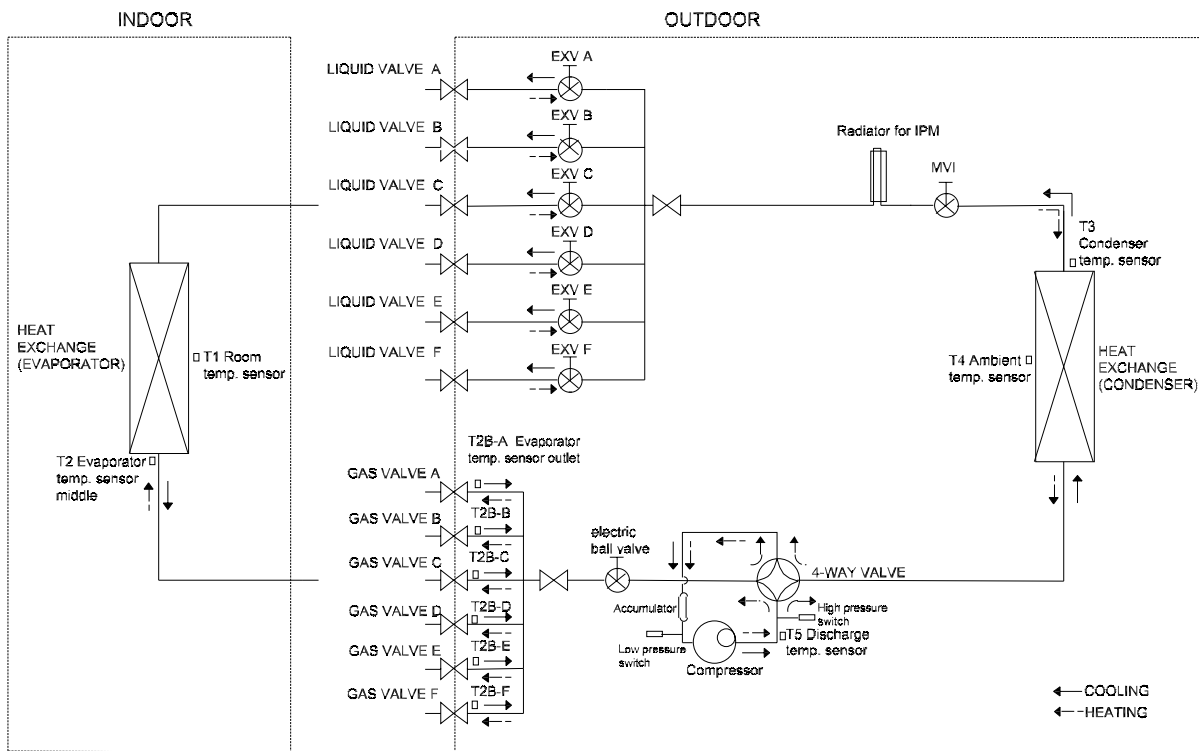 INDOOR
OUTDOOR
LIQUID VALVE A
EXV A
LIQUID VALVE B
EXV B
LIQUID VALVE C
EXV C
LIQUID VALVE D
EXV D
LIQUID VALVE E
EXV E
LIQUID VALVE F
EXV F
Radiator for IPM
MVI
T3
Condenser
temp. sensor
HEAT
EXCHANGE
(EVAPORATOR)
T1 Room
temp. sensor
T4 Ambient
temp. sensor
HEAT
EXCHANGE
(CONDENSER)
T2 Evaporator
temp. sensor
middle
T2B-A Evaporator
temp. sensor outlet
GAS VALVE A
GAS VALVE B
T2B-B
GAS VALVE C
T2B-C
GAS VALVE D
T2B-D
GAS VALVE E
T2B-E
GAS VALVE F
T2B-F
electric
ball valve
4-WAY VALVE
Accumulator
High pressure
switch
Low pressure
switch
T5 Discharge
temp. sensor
Compressor
COOLING
HEATING